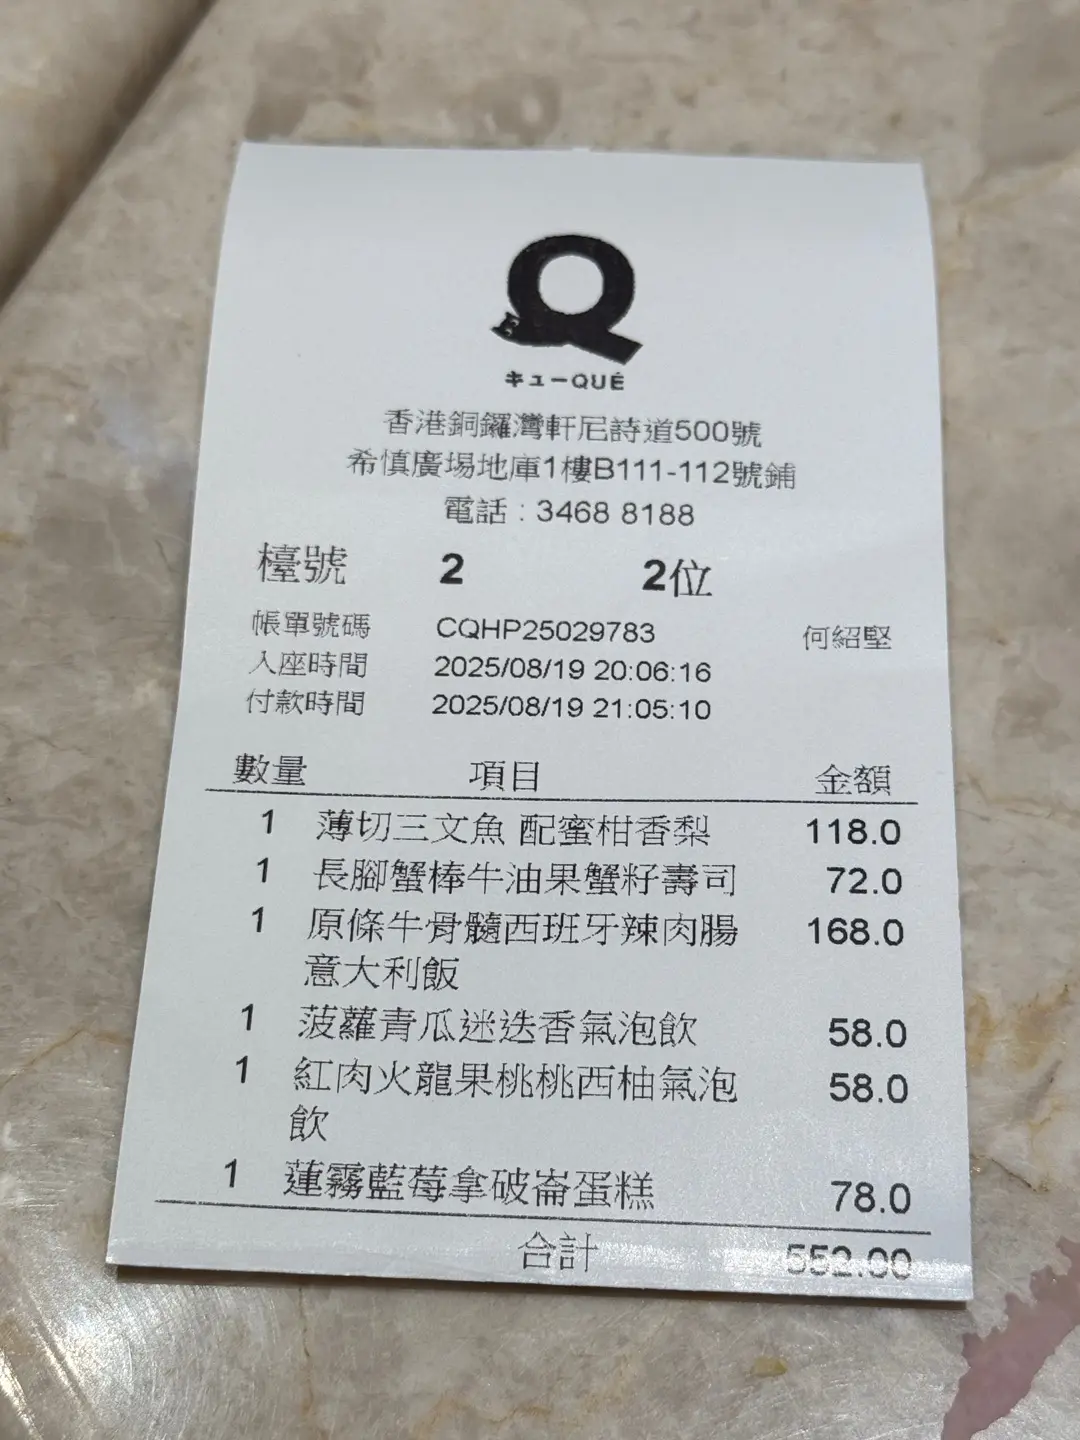 Q
キューQUÉ
香港銅鑼灣軒尼詩道500號
希慎廣場地庫1樓B111-112號鋪
電話：3468 8188
檯號 2 2位
帳單號碼 CQHP25029783 何紹堅
入座時間 2025/08/19 20:06:16
付款時間 2025/08/19 21:05:10
數量 項目 金額
1 薄切三文魚 配蜜柑香梨 118.0
1 長腳蟹棒牛油果蟹籽壽司 72.0
1 原條牛骨髓西班牙辣肉腸 168.0
意大利飯
1 菠蘿青瓜迷迭香氣泡飲 58.0
1 紅肉火龍果桃桃西柚氣泡 58.0
飲
1 蓮霧藍莓拿破崙蛋糕 78.0
合計 552.00